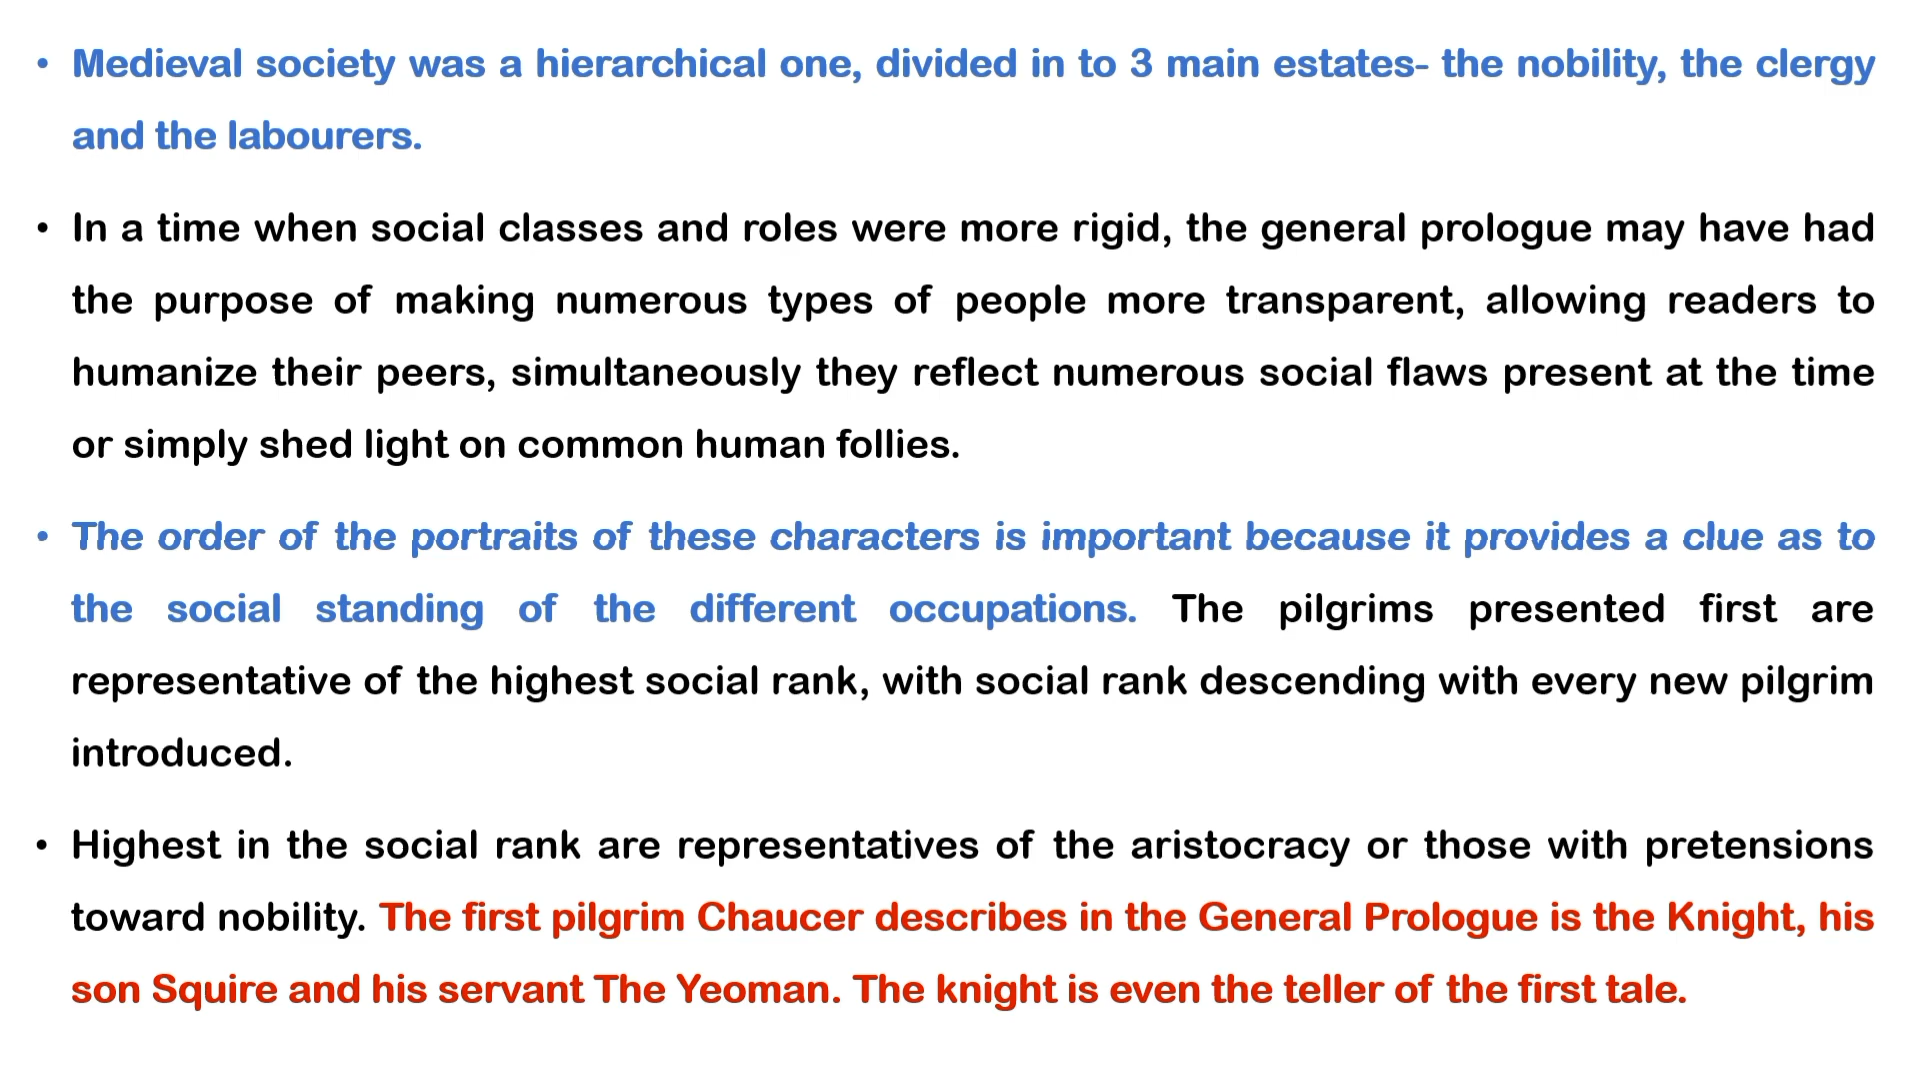 • Medieval society was a hierarchical one, divided in to 3 main estates- the nobility, the clergy
and the labourers.
• In a time when social classes and roles were more rigid, the general prologue may have had
the purpose of making numerous types of people more transparent, allowing readers to
humanize their peers, simultaneously they reflect numerous social flaws present at the time
or simply shed light on common human follies.
• The order of the portraits of these characters is important because it provides a clue as to
the social standing of the different occupations. The pilgrims presented first are
representative of the highest social rank, with social rank descending with every new pilgrim
introduced.
• Highest in the social rank are representatives of the aristocracy or those with pretensions
toward nobility. The first pilgrim Chaucer describes in the General Prologue is the Knight, his
son Squire and his servant The Yeoman. The knight is even the teller of the first tale.